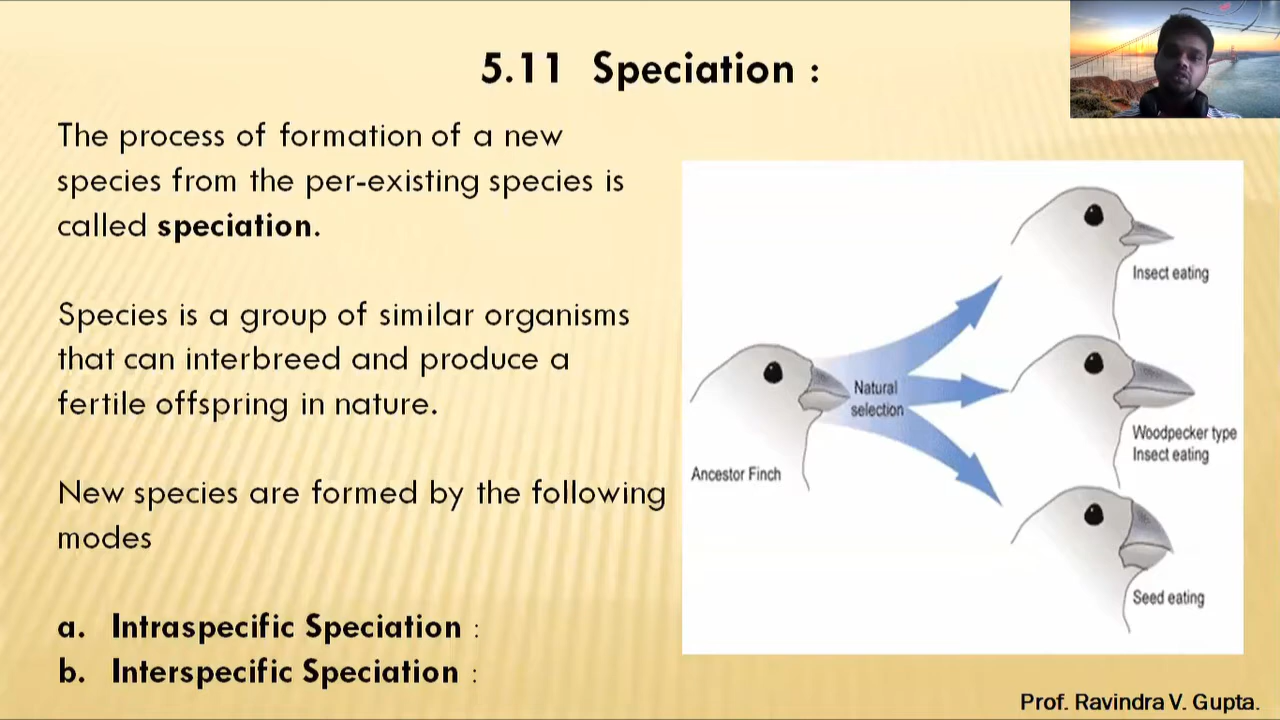 5.11 Speciation :
The process of formation of a new
species from the per-existing species is
called speciation.
Species is a group of similar organisms
that can interbreed and produce a
fertile offspring in nature.
New species are formed by the following
modes
a. Intraspecific Speciation :
b. Interspecific Speciation :
Ancestor Finch
Natural
selection
Insect eating
Woodpecker type
Insect eating
Seed eating
Prof. Ravindra V. Gupta.